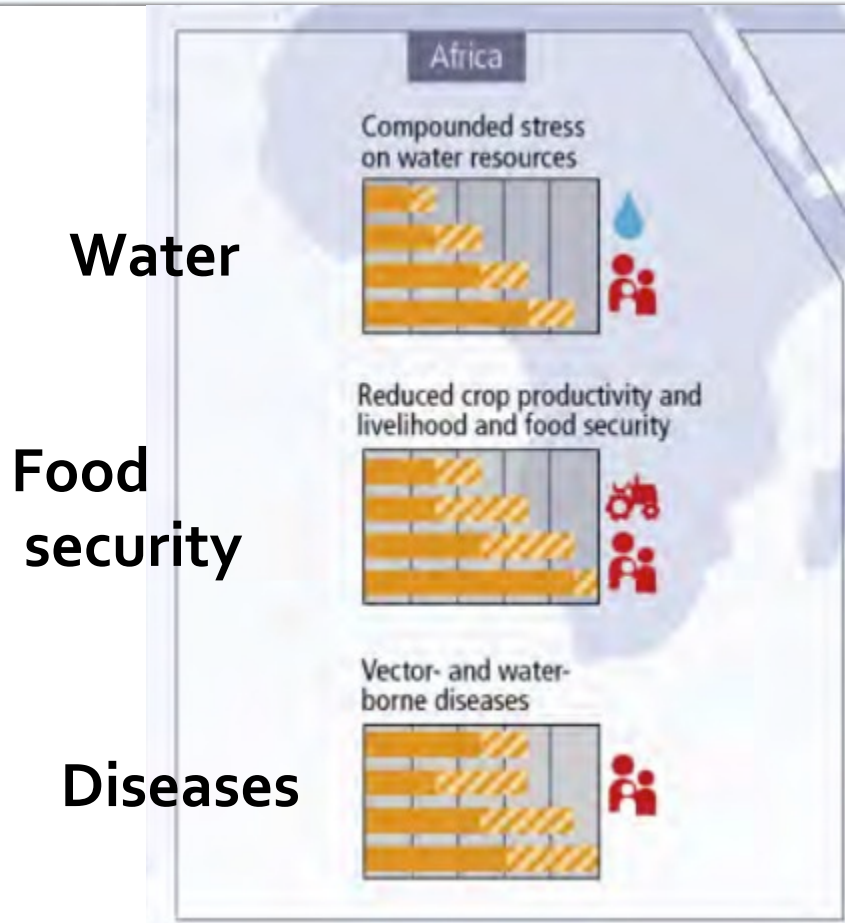 Africa
Compounded stress
on water resources
Water
Reduced crop productivity and
livelihood and food security
Food
security
Vector- and water-
borne diseases
Diseases